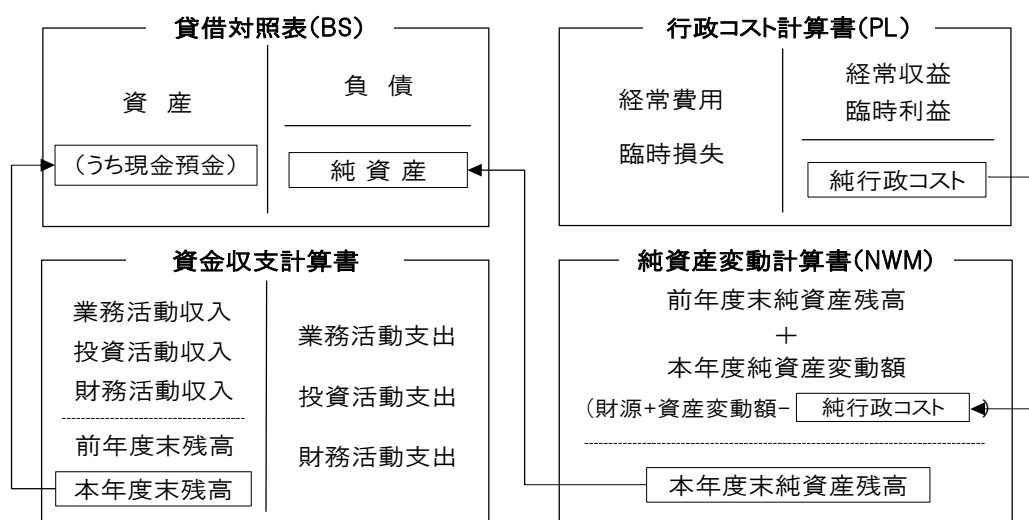 貸借対照表(BS)
資 産
(うち現金預金)
負 債
純 資 産
行政コスト計算書(PL)
経常費用
臨時損失
経常収益
臨時利益
純行政コスト
資金収支計算書
業務活動収入
投資活動収入
財務活動収入
前年度末残高
本年度末残高
業務活動支出
投資活動支出
財務活動支出
純資産変動計算書(NWM)
前年度末純資産残高
+
本年度純資産変動額
(財源+資産変動額- 純行政コスト )
本年度末純資産残高